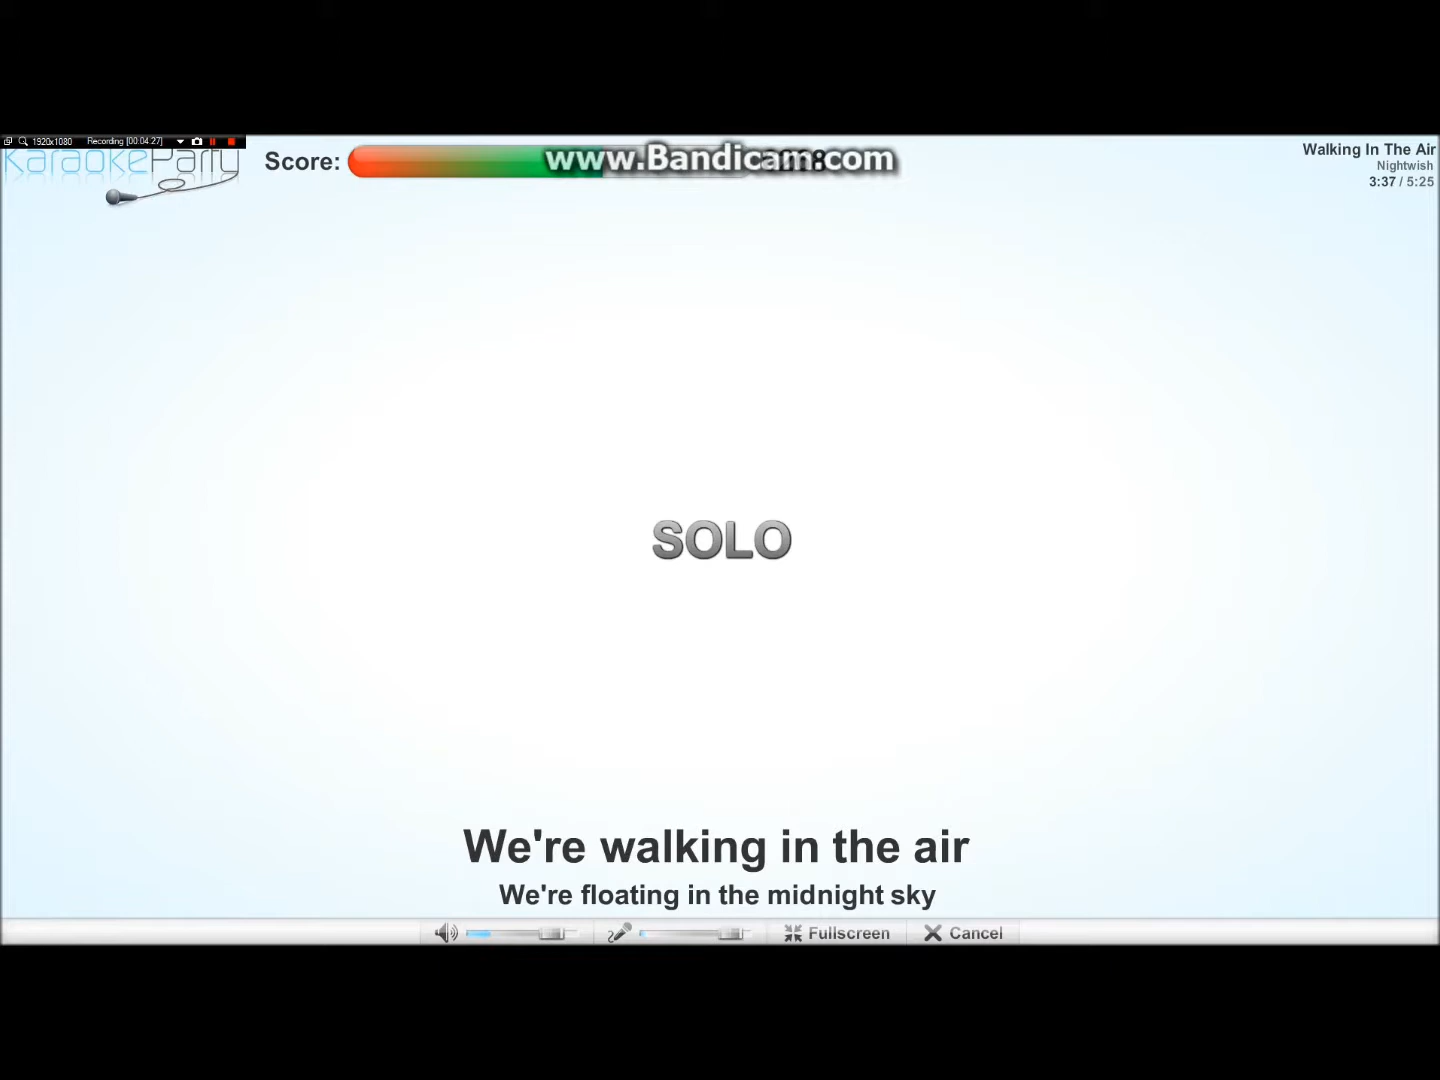 1920x1080 Recording [00:04:27]
KaraokeParty
Score:
www.Bandicam.com
Walking In The Air
Nightwish
3:37 / 5:25
SOLO
We're walking in the air
We're floating in the midnight sky
Fullscreen
Cancel